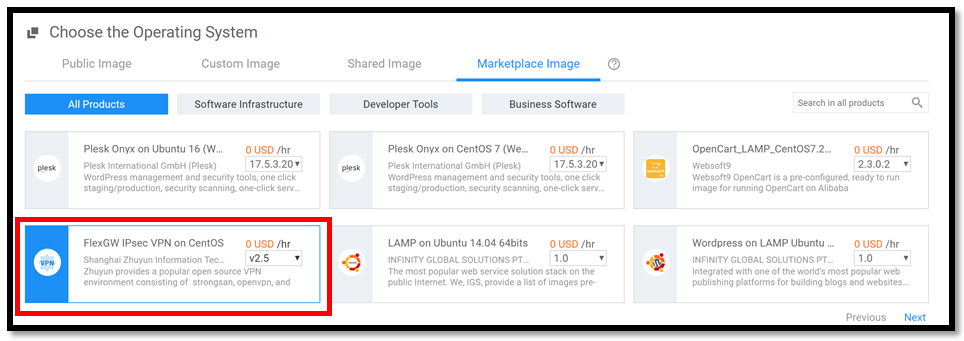 Choose the Operating System
Public Image Custom Image Shared Image Marketplace Image ?
All Products Software Infrastructure Developer Tools Business Software Search in all products
Plesk Onyx on Ubuntu 16 (We... 0 USD /hr
plesk Plesk International GmbH (Plesk) 17.5.3.20
WordPress management and security tools, one click
staging/production, security scanning, one-click serv...
Plesk Onyx on CentOS 7 (We... 0 USD /hr
plesk Plesk International GmbH (Plesk) 17.5.3.20
WordPress management and security tools, one click
staging/production, security scanning, one-click serv...
OpenCart_LAMP_CentOS7.2... 0 USD /hr
Websoft9 2.3.0.2
opencart Websoft9 OpenCart is a pre-configured, ready to run
image for running OpenCart on Alibaba
FlexGW IPsec VPN on CentOS 0 USD /hr
VPN Shanghai Zhuyun Information Tec... v2.5
Zhuyun provides a popular open source VPN
environment consisting of strongsan, openvpn, and
LAMP on Ubuntu 14.04 64bits 0 USD /hr
INFINITY GLOBAL SOLUTIONS PT... 1.0
The most popular web service solution stack on the
public Internet. We, IGS, provide a list of images pre-
Wordpress on LAMP Ubuntu ... 0 USD /hr
INFINITY GLOBAL SOLUTIONS PT... 1.0
Integrated with one of the world's most popular web
publishing platforms for building blogs and websites...
Previous Next